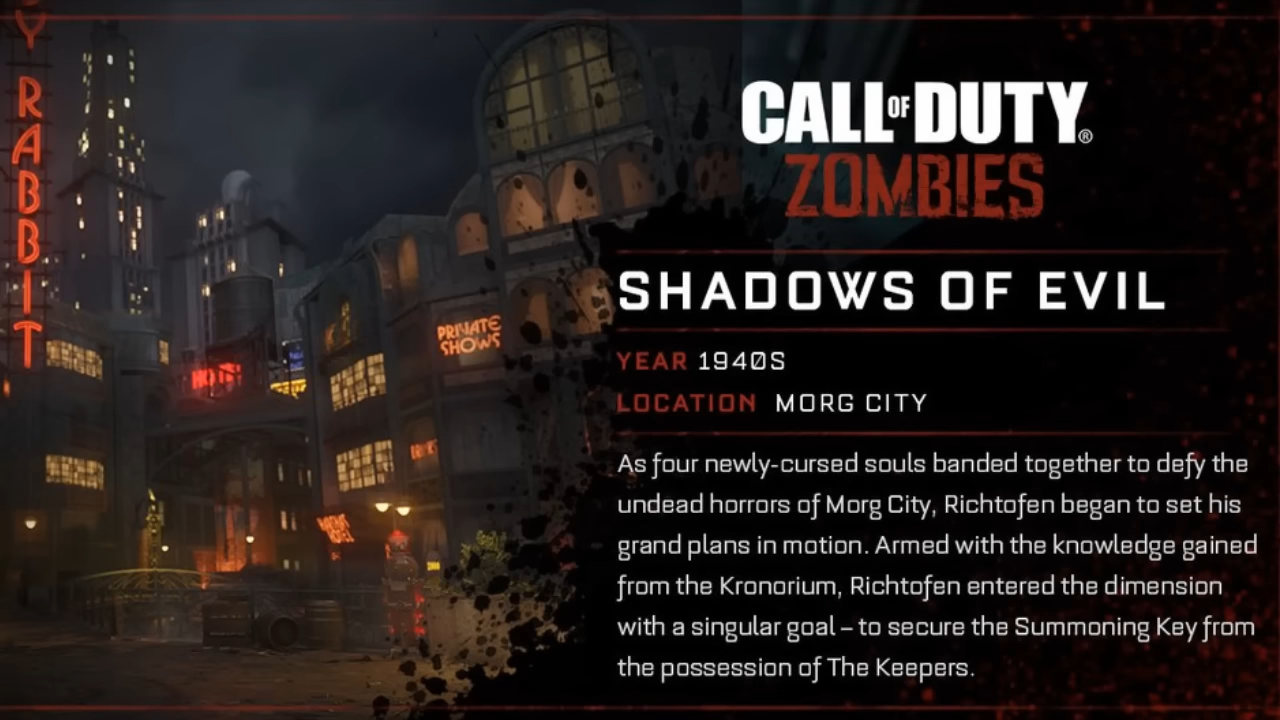 Y RABBIT
HOTEL
PRIVATE
SHOWS
CALL OF DUTY®
ZOMBIES
SHADOWS OF EVIL
YEAR 1940S
LOCATION MORG CITY
As four newly-cursed souls banded together to defy the
undead horrors of Morg City, Richtofen began to set his
grand plans in motion. Armed with the knowledge gained
from the Kronorium, Richtofen entered the dimension
with a singular goal – to secure the Summoning Key from
the possession of The Keepers.